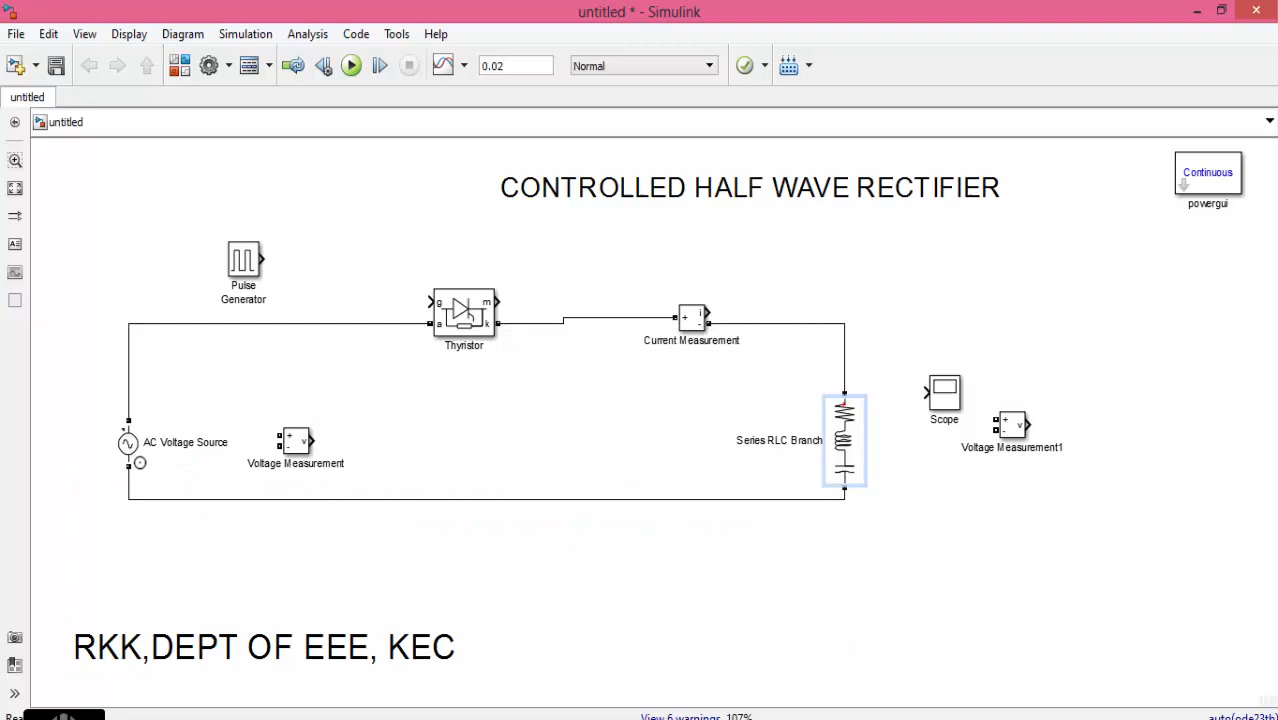 untitled * - Simulink
File Edit View Display Diagram Simulation Analysis Code Tools Help
0.02 Normal
untitled
untitled
CONTROLLED HALF WAVE RECTIFIER
Continuous
powergui
Pulse
Generator
g m
a k
Thyristor
+ i
-
Current Measurement
AC Voltage Source
+ v
-
Voltage Measurement
Series RLC Branch
Scope
+ v
-
Voltage Measurement1
RKK,DEPT OF EEE, KEC
View 6 warnings 107%
auto(ode23tb)